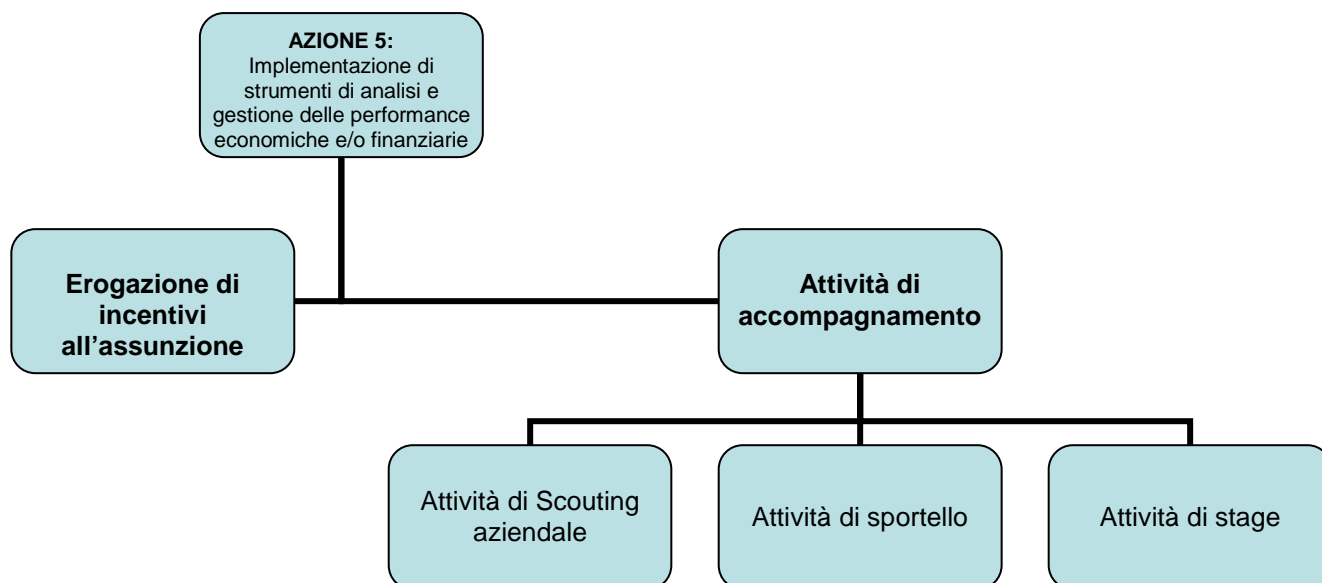 AZIONE 5:
Implementazione di
strumenti di analisi e
gestione delle performance
economiche e/o finanziarie
Erogazione di
incentivi
all'assunzione
Attività di
accompagnamento
Attività di Scouting
aziendale
Attività di sportello
Attività di stage